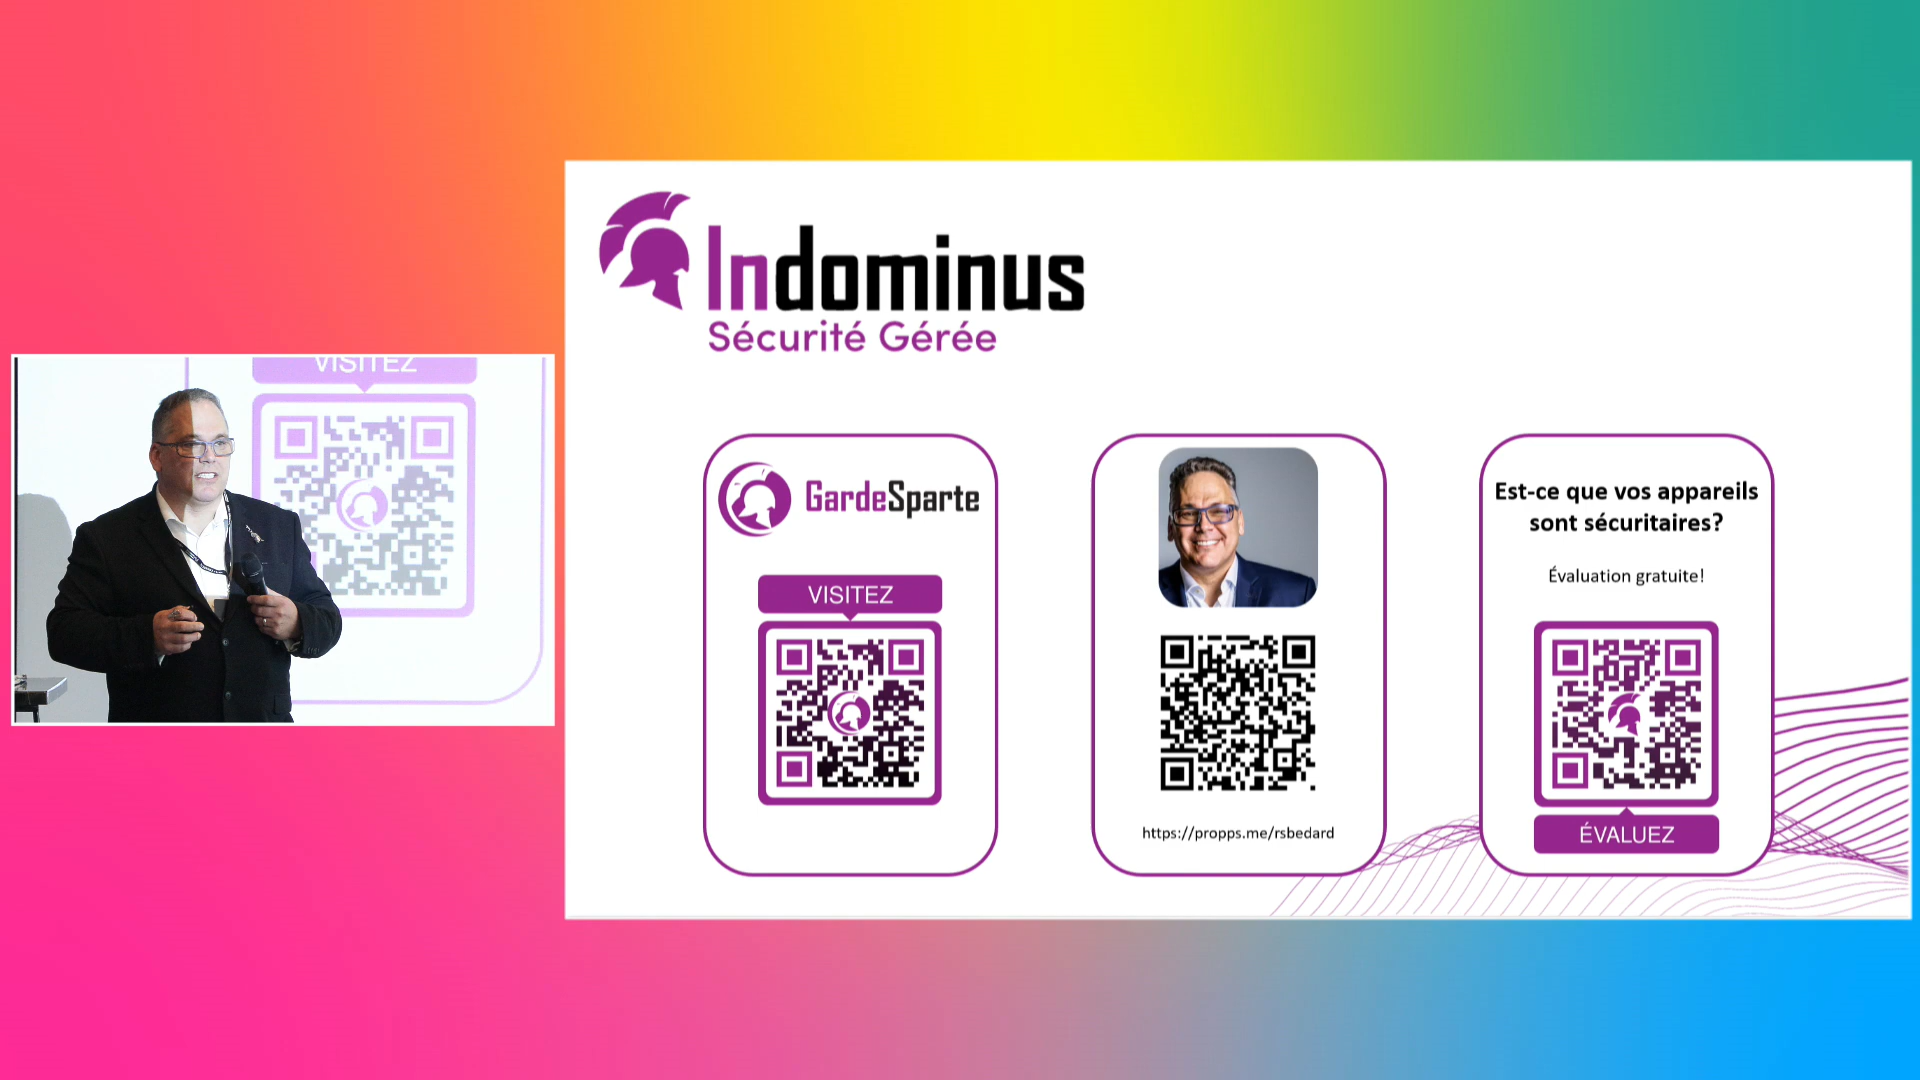 Indominus
Sécurité Gérée
VISITEZ
GardeSparte
VISITEZ
https://propps.me/rsbedard
Est-ce que vos appareils
sont sécuritaires?
Évaluation gratuite!
ÉVALUEZ